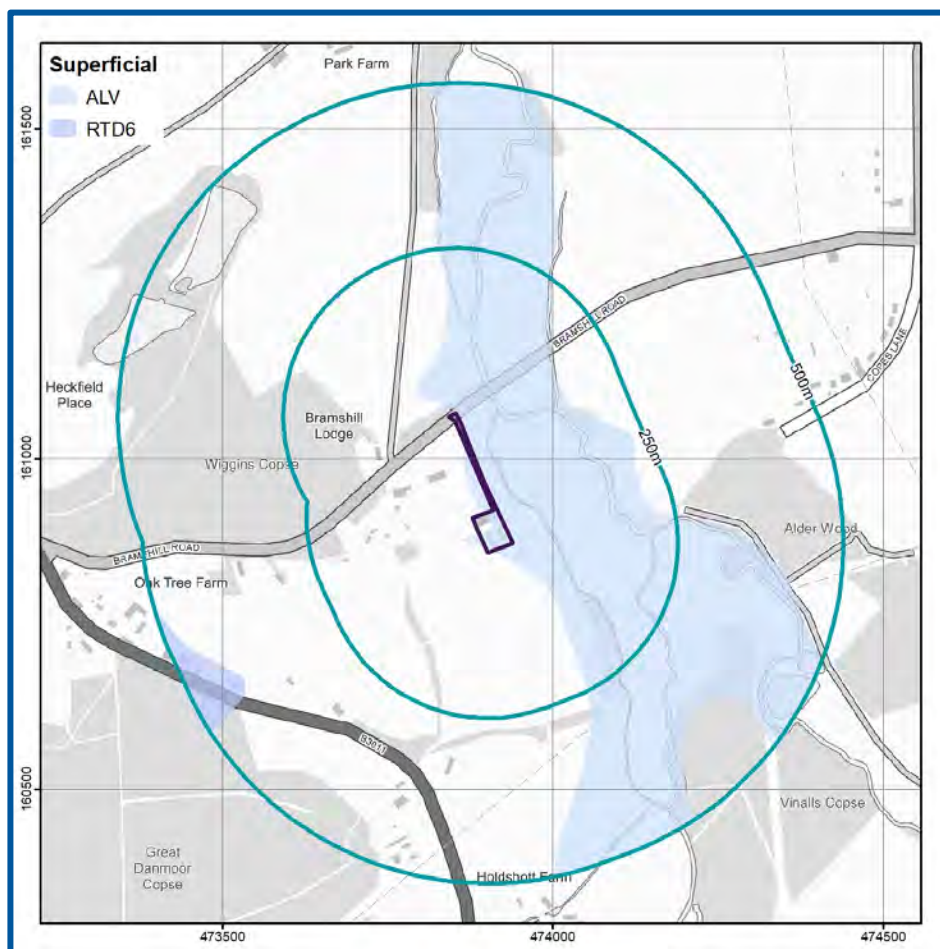 Superficial
ALV
RTD6
Park Farm
161500
BRAMSHILL ROAD
COPES LANE
500m
Heckfield
Place
Bramshill
Lodge
250m
161000
Wiggins Copse
Alder Wood
BRAMSHILL ROAD
Oak Tree Farm
B3011
160500
Vinalls Copse
Great
Danmoor
Copse
Holdshott Farm
473500
474000
474500